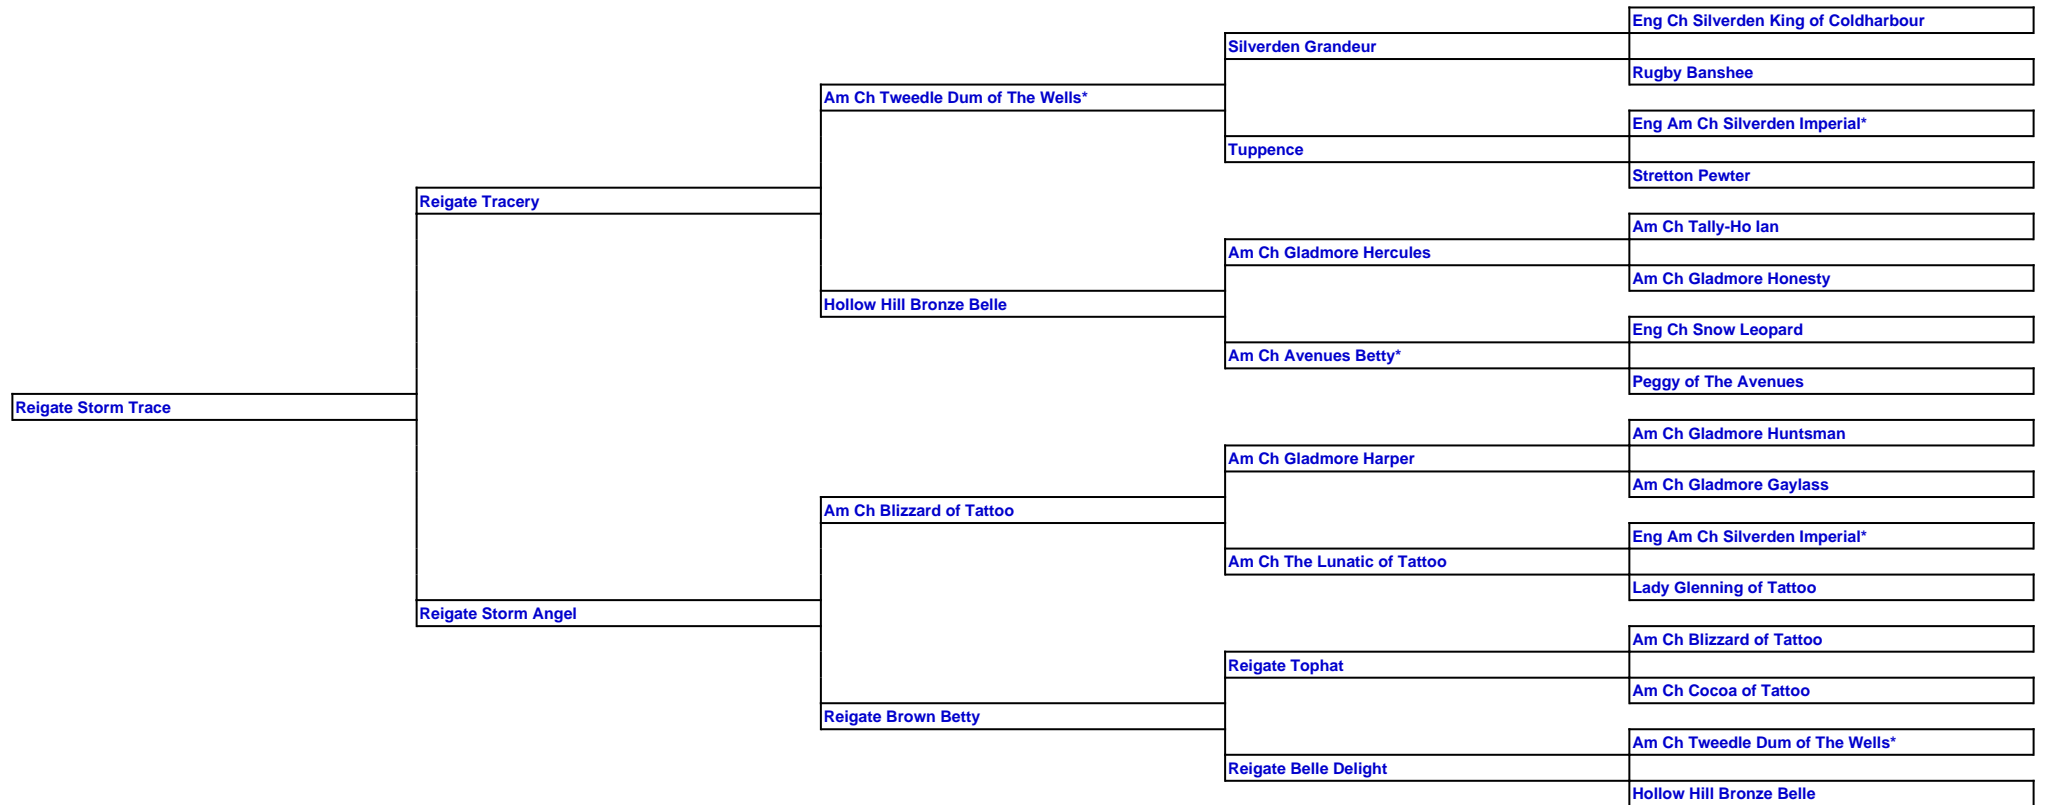 Eng Ch Silverden King of Coldharbour
Silverden Grandeur
Rugby Banshee
Am Ch Tweedle Dum of The Wells*
Eng Am Ch Silverden Imperial*
Tuppence
Stretton Pewter
Reigate Tracery
Am Ch Tally-Ho Ian
Am Ch Gladmore Hercules
Am Ch Gladmore Honesty
Hollow Hill Bronze Belle
Eng Ch Snow Leopard
Am Ch Avenues Betty*
Peggy of The Avenues
Reigate Storm Trace
Am Ch Gladmore Huntsman
Am Ch Gladmore Harper
Am Ch Gladmore Gaylass
Am Ch Blizzard of Tattoo
Eng Am Ch Silverden Imperial*
Am Ch The Lunatic of Tattoo
Lady Glenning of Tattoo
Reigate Storm Angel
Am Ch Blizzard of Tattoo
Reigate Tophat
Am Ch Cocoa of Tattoo
Reigate Brown Betty
Am Ch Tweedle Dum of The Wells*
Reigate Belle Delight
Hollow Hill Bronze Belle